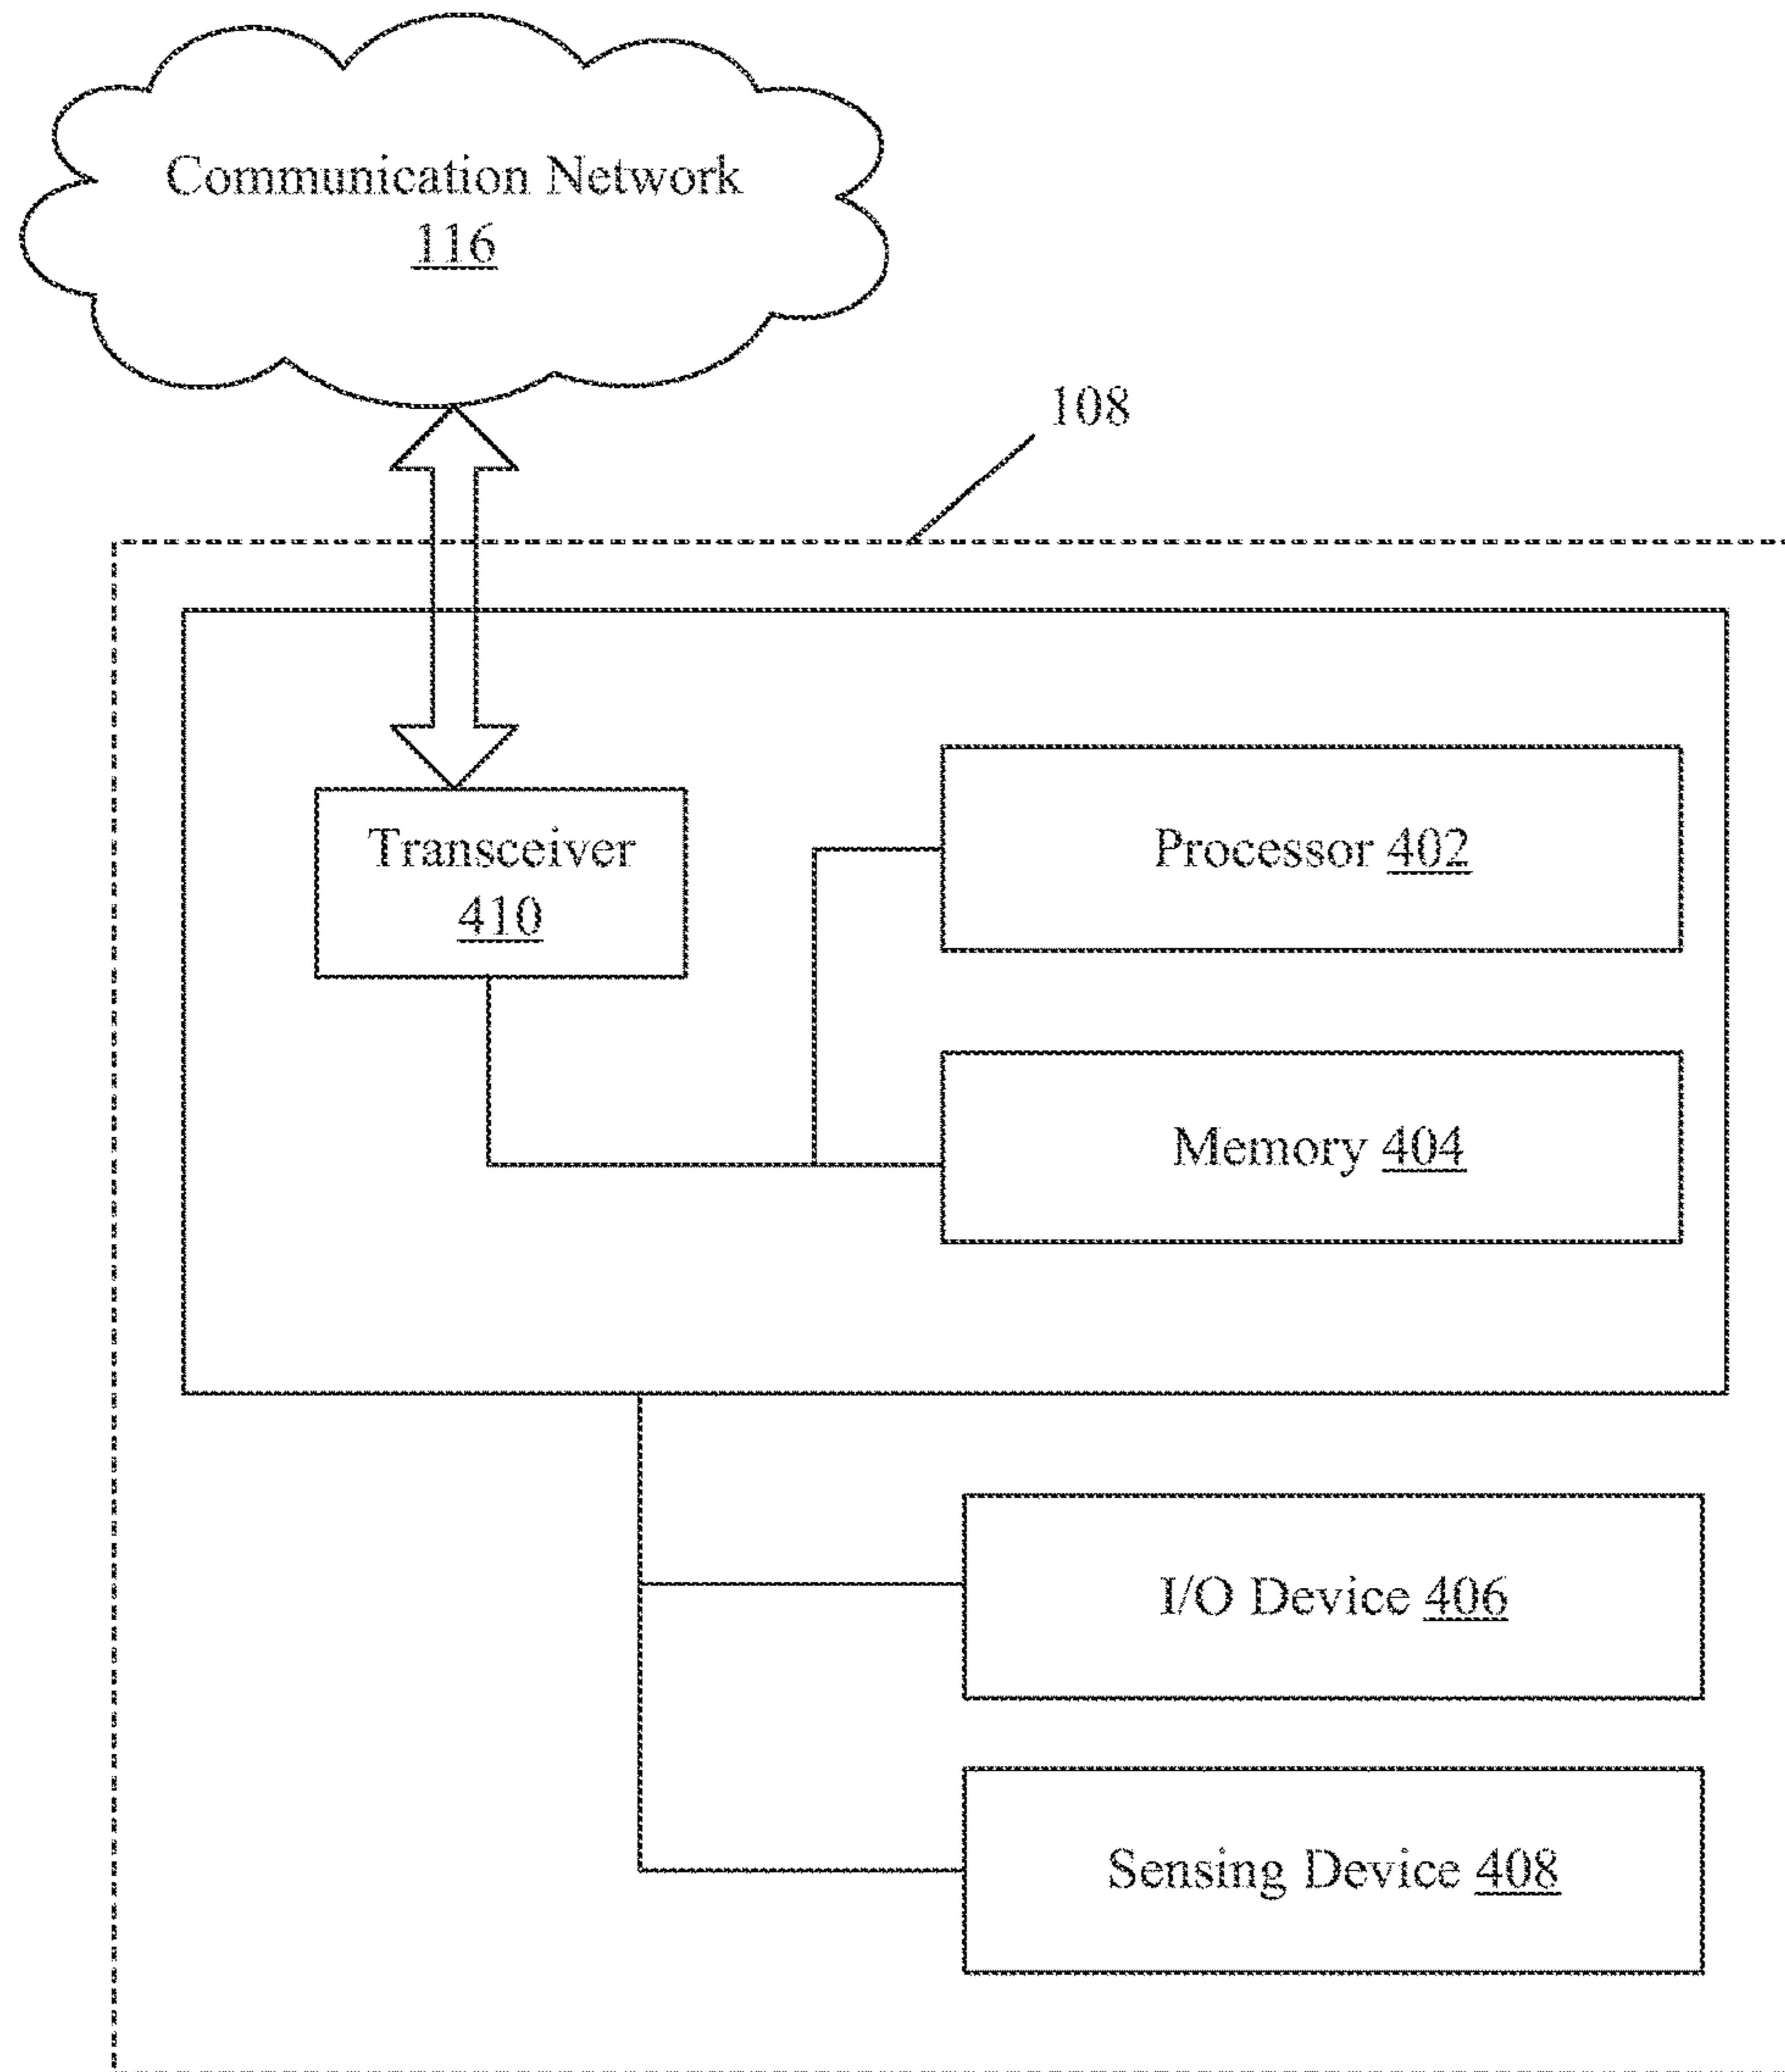 Communication Network
116
108
Transceiver
410
Processor 402
Memory 404
I/O Device 406
Sensing Device 408